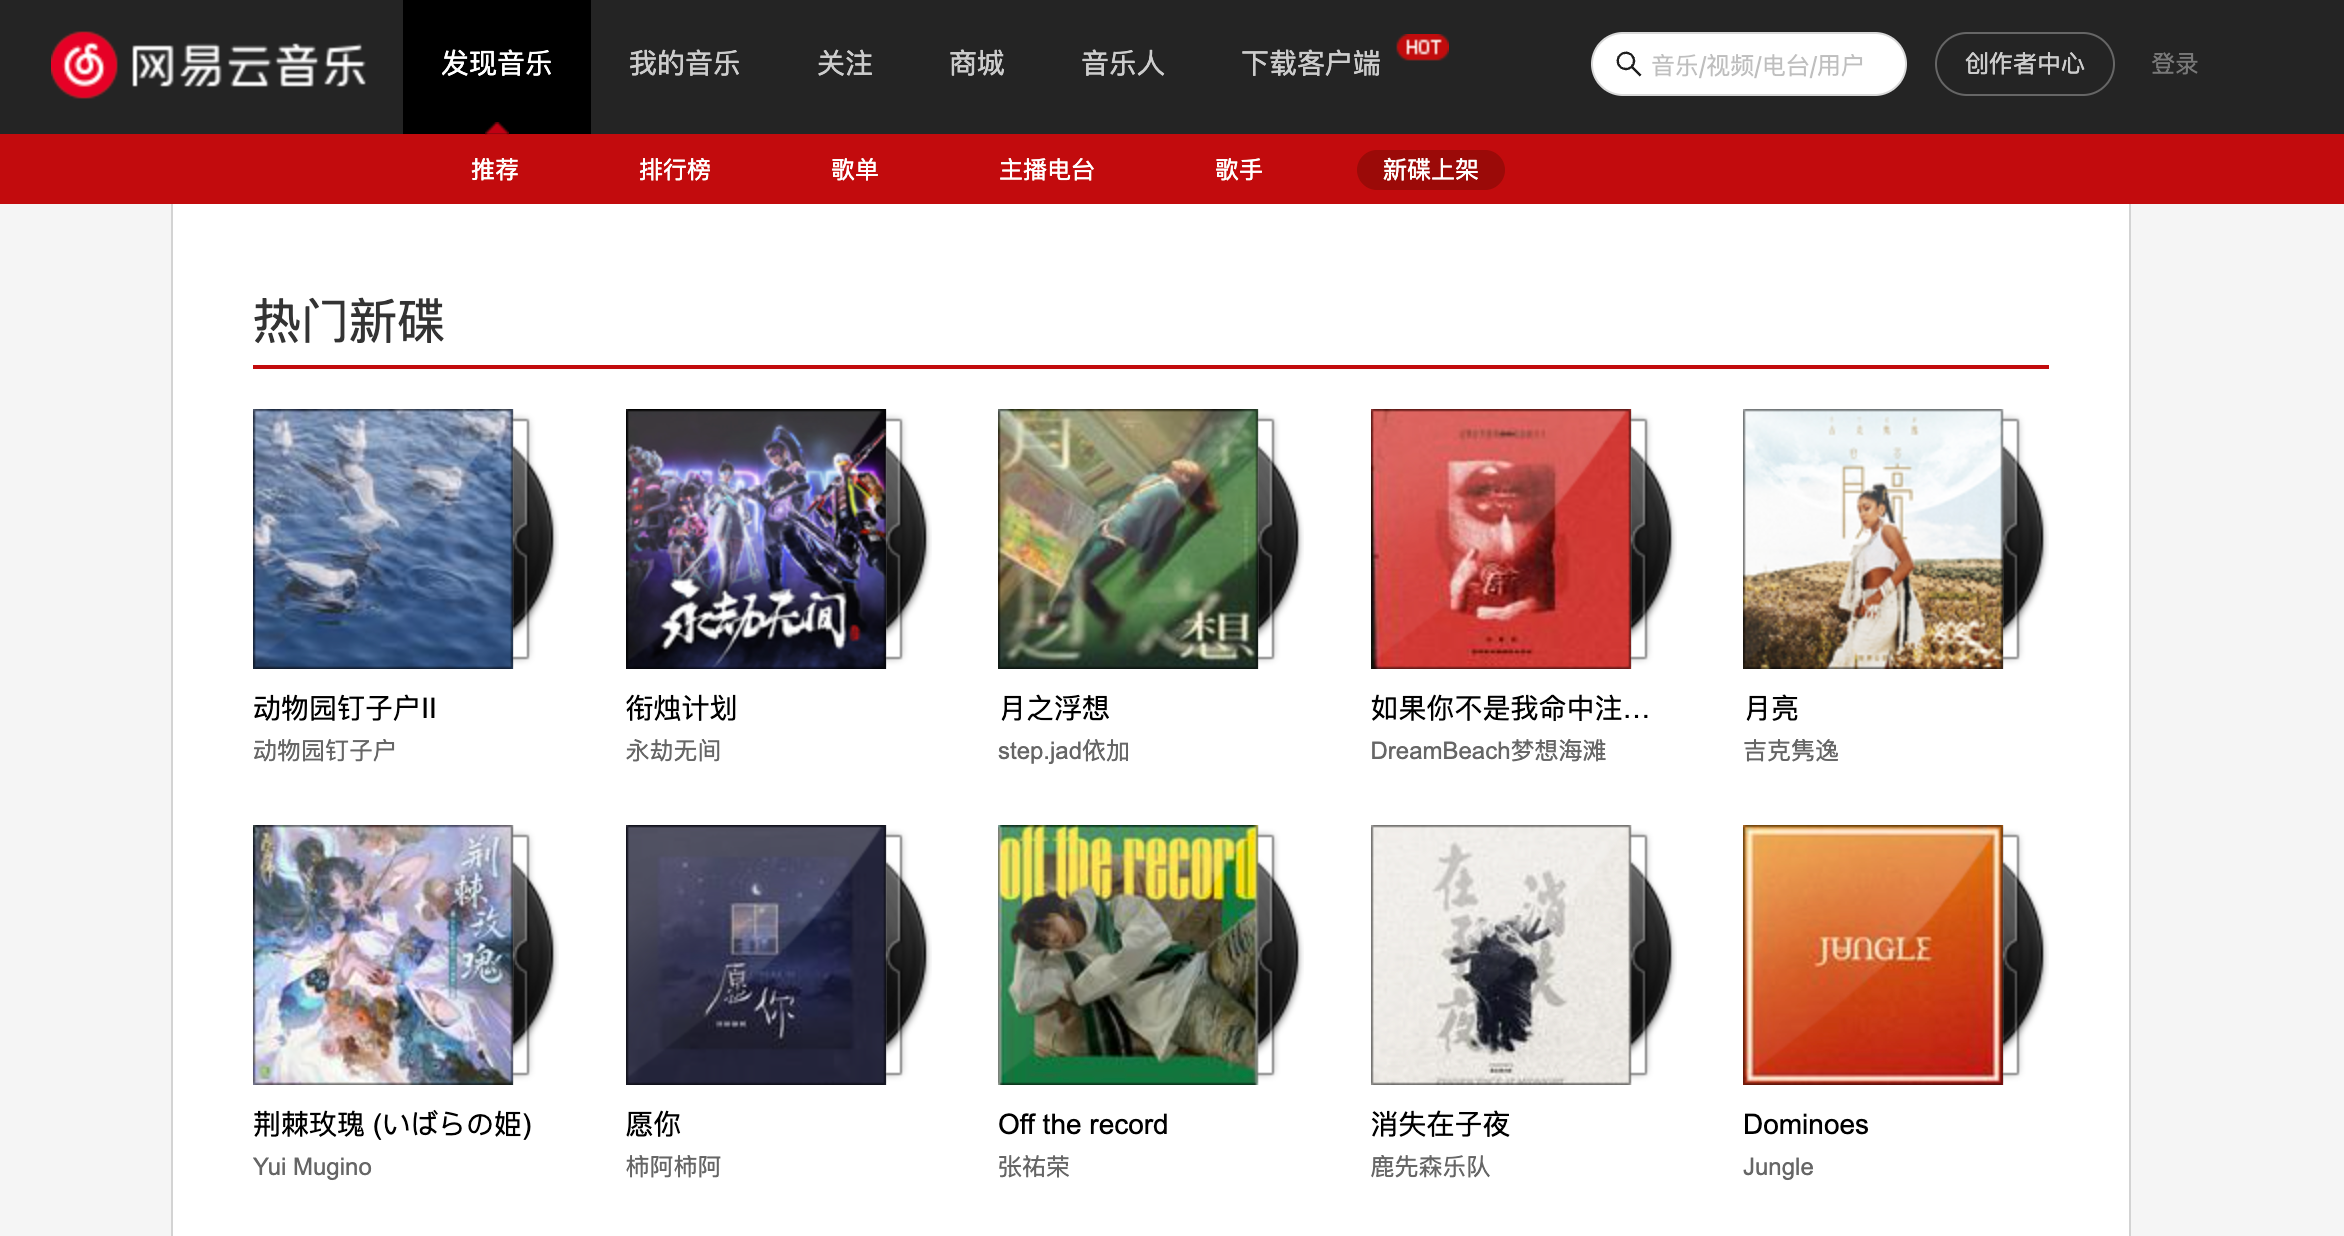 网易云音乐
发现音乐 我的音乐 关注 商城 音乐人 下载客户端 HOT 音乐/视频/电台/用户 创作者中心 登录
推荐 排行榜 歌单 主播电台 歌手 新碟上架
热门新碟
永劫无间
月之 想
月亮
动物园钉子户II 衔烛计划 月之浮想 如果你不是我命中注... 月亮
动物园钉子户 永劫无间 step.jad依加 DreamBeach梦想海滩 吉克隽逸
荆棘玫瑰
愿你
off the record
消失在子夜
JUNGLE
荆棘玫瑰 (いばらの姫) 愿你 Off the record 消失在子夜 Dominoes
Yui Mugino 柿阿柿阿 张祐荣 鹿先森乐队 Jungle